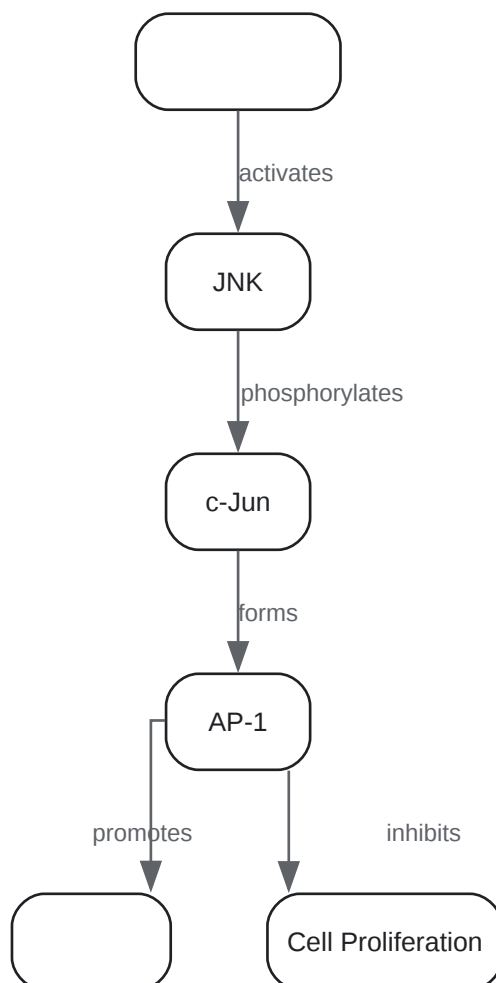 activates
JNK
phosphorylates
c-Jun
forms
AP-1
promotes
inhibits
Cell Proliferation